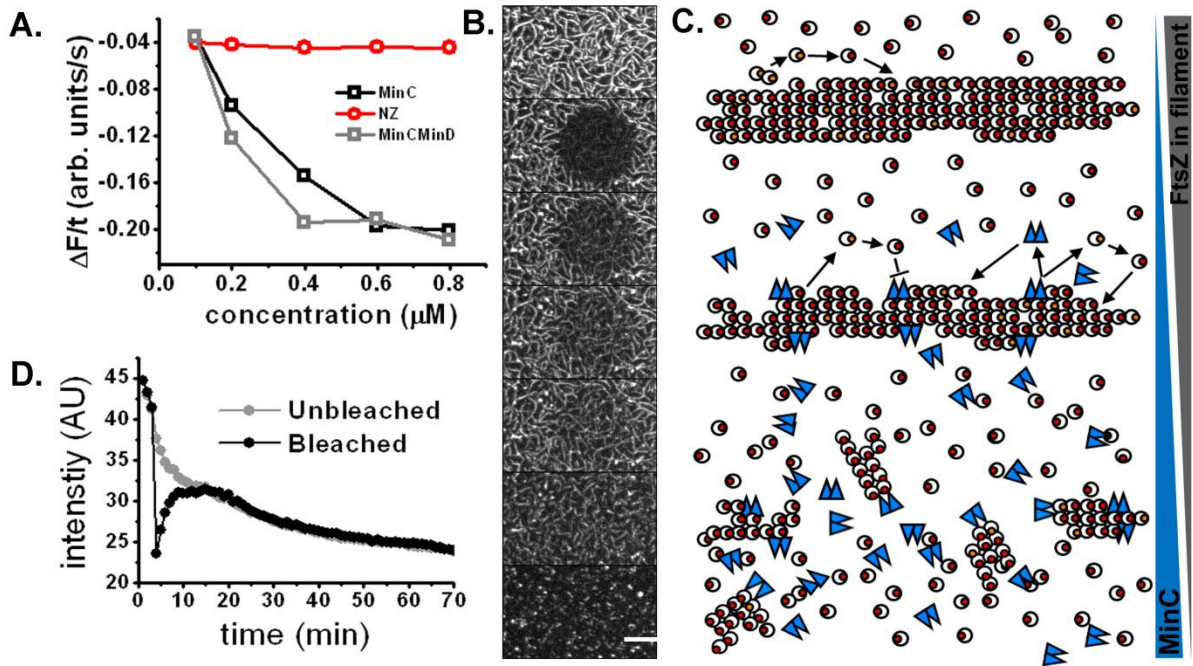 A.
-0.04
-0.08
-0.12
-0.16
-0.20
ΔF/t (arb. units/s)
MinC
NZ
MinCMinD
0.0 0.2 0.4 0.6 0.8
concentration (μM)
B.
C.
FtsZ in filament
MinC
D.
45
40
35
30
25
20
intenstiy (AU)
Unbleached
Bleached
0 10 20 30 40 50 60 70
time (min)